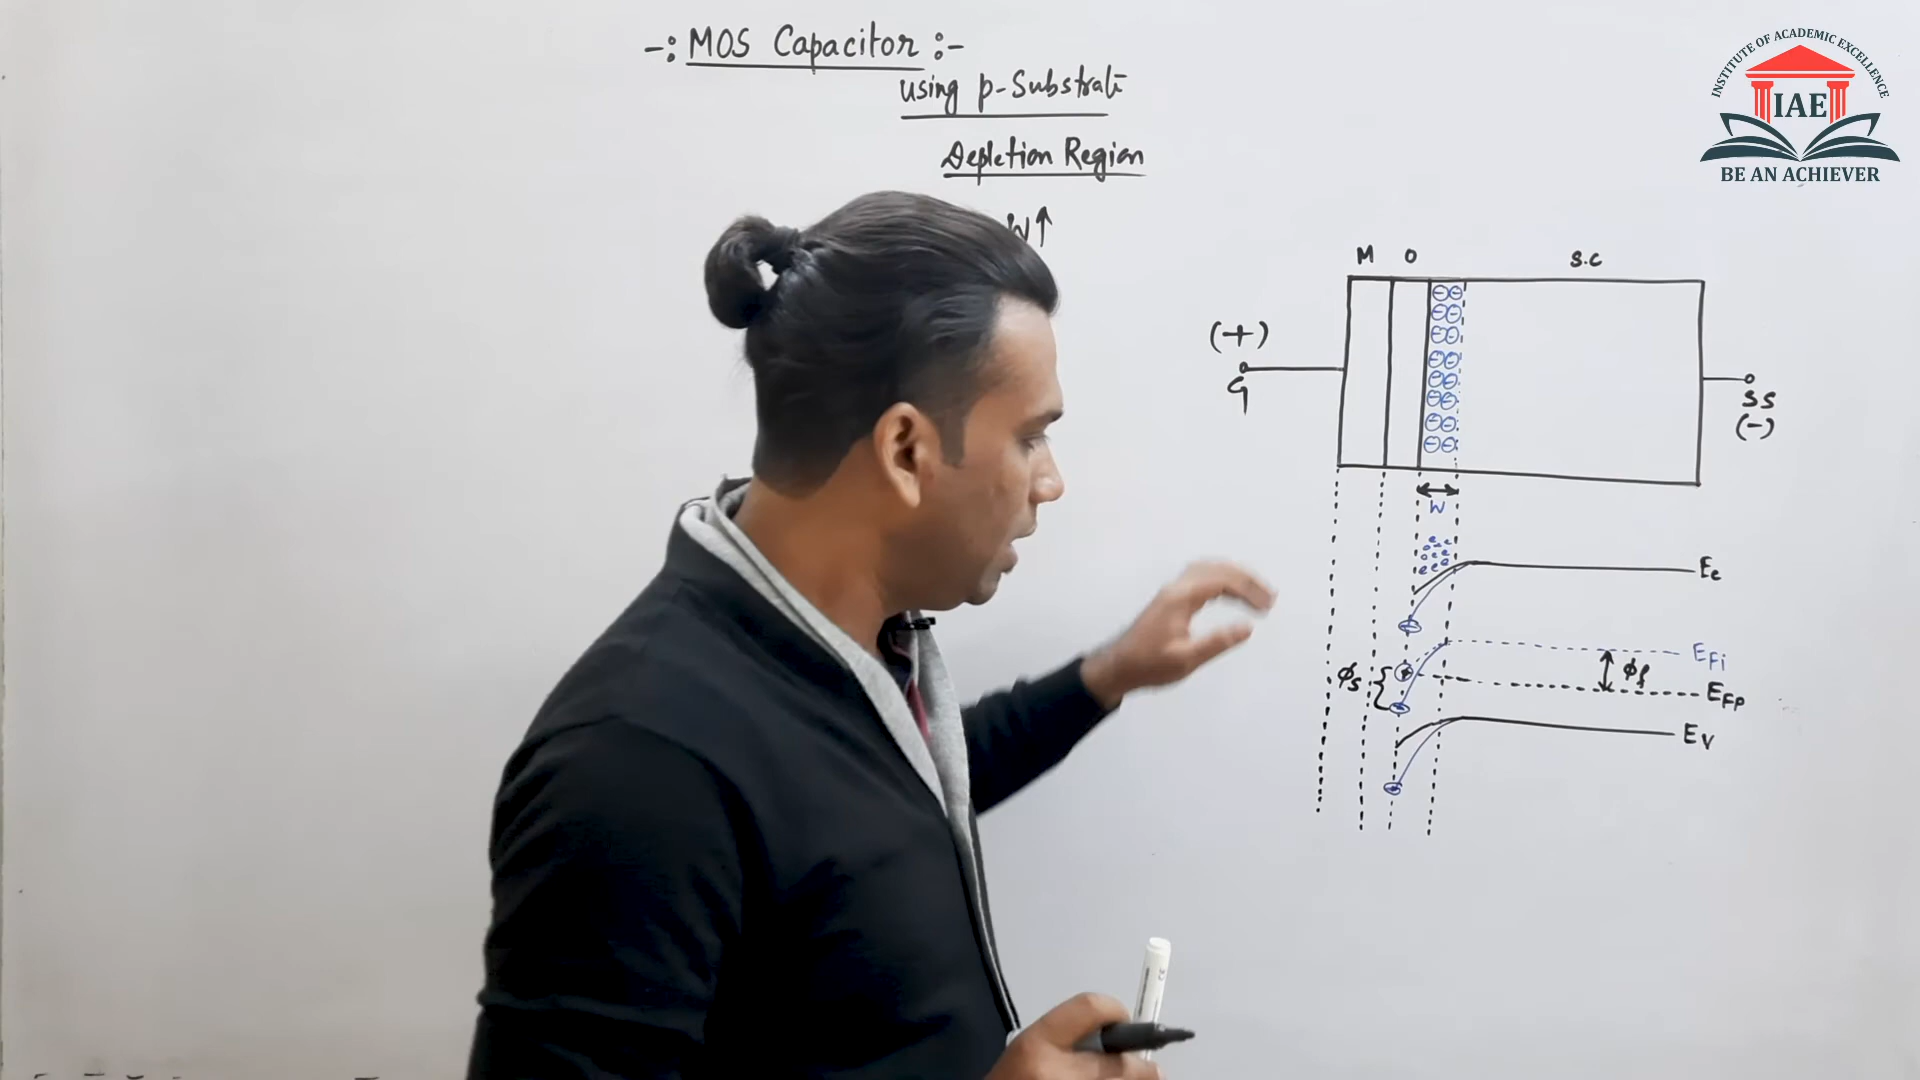 -: MOS Capacitor :-
using p-Substrate
Depletion Region
W↑
INSTITUTE OF ACADEMIC EXCELLENCE
IAE
BE AN ACHIEVER
M O S.C
(+)
G
SS
(-)
W
Ec
EFi
ϕs
ϕf
EFP
EV